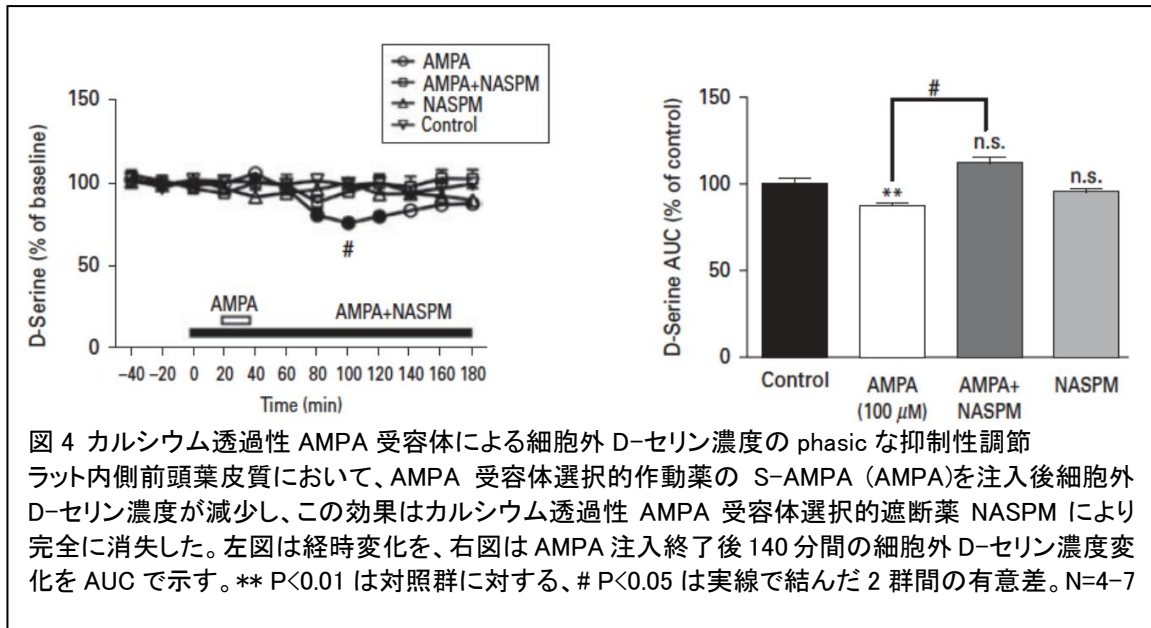 AMPA
AMPA+NASPM
NASPM
Control
D-Serine (% of baseline)
150
100
50
0
#
AMPA
AMPA+NASPM
-40 -20 0 20 40 60 80 100 120 140 160 180
Time (min)
D-Serine AUC (% of control)
150
100
50
0
#
**
n.s.
n.s.
Control
AMPA
(100 μM)
AMPA+
NASPM
NASPM
図 4 カルシウム透過性 AMPA 受容体による細胞外 D-セリン濃度の phasic な抑制性調節
ラット内側前頭葉皮質において、AMPA 受容体選択的作動薬の S-AMPA (AMPA)を注入後細胞外
D-セリン濃度が減少し、この効果はカルシウム透過性 AMPA 受容体選択的遮断薬 NASPM により
完全に消失した。左図は経時変化を、右図は AMPA 注入終了後 140 分間の細胞外 D-セリン濃度変
化を AUC で示す。** P<0.01 は対照群に対する、# P<0.05 は実線で結んだ 2 群間の有意差。N=4-7